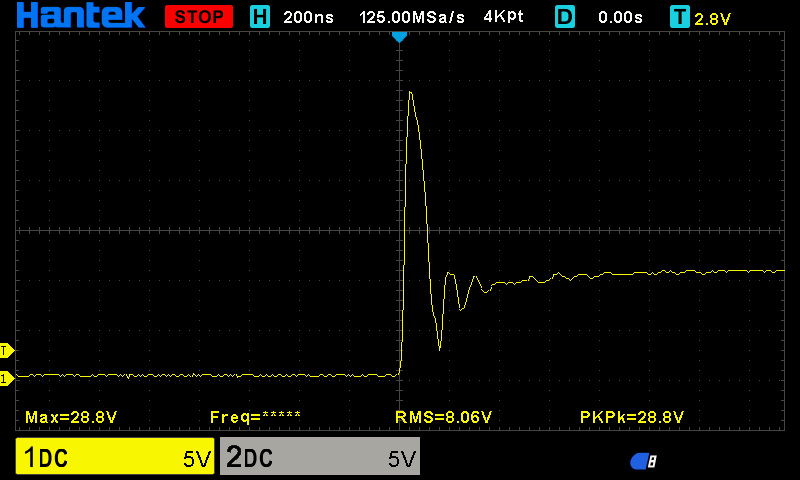 Hantek STOP H 200ns 125.00MSa/s 4Kpt D 0.00s T 2.8V
T
1
Max=28.8V Freq=***** RMS=8.06V PKPk=28.8V
1DC 5V 2DC 5V